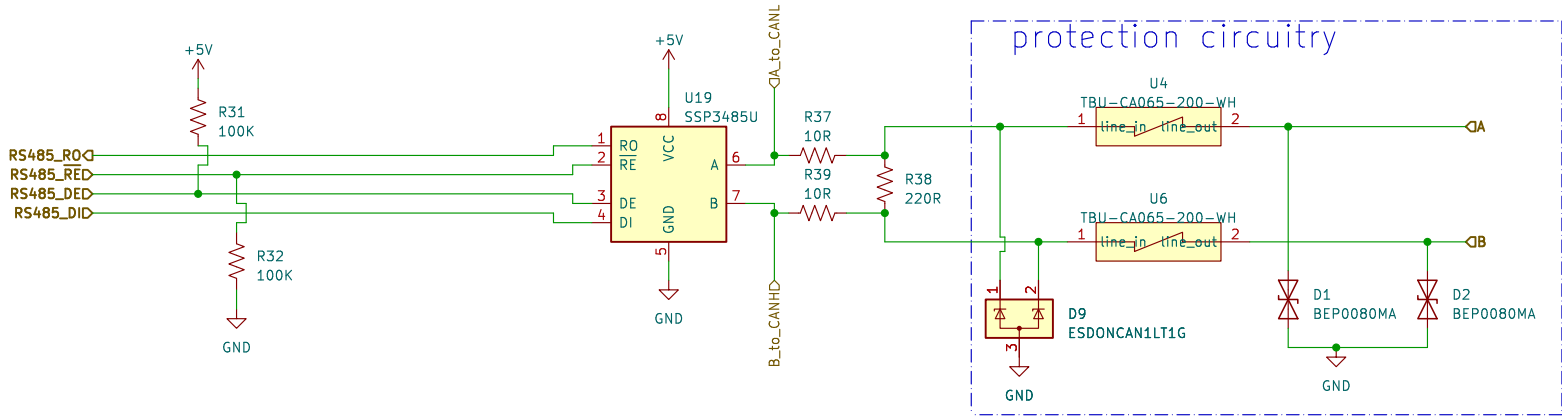 protection circuitry
+5V
R31
100K
RS485_RO
RS485_RE
RS485_DE
RS485_DI
R32
100K
GND
+5V
U19
SSP3485U
8
VCC
1
RO
2
RE
3
DE
4
DI
A
6
B
7
GND
5
GND
A_to_CANL
B_to_CANH
R37
10R
R39
10R
R38
220R
U4
TBU-CA065-200-WH
1
line_in
line_out
2
A
U6
TBU-CA065-200-WH
1
line_in
line_out
2
B
1
2
3
D9
ESDONCAN1LT1G
GND
D1
BEP0080MA
D2
BEP0080MA
GND